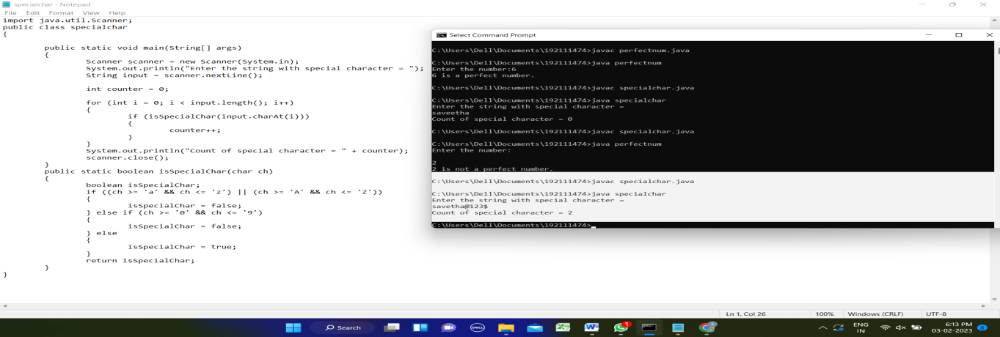 specialchar - Notepad
File Edit Format View Help
import java.util.Scanner;
public class specialchar
{
public static void main(String[] args)
{
Scanner scanner = new Scanner(System.in);
System.out.println("Enter the string with special character = ");
String input = scanner.nextLine();
int counter = 0;
for (int i = 0; i < input.length(); i++)
{
if (isSpecialChar(input.charAt(i)))
{
counter++;
}
}
System.out.println("Count of special character = " + counter);
scanner.close();
}
public static boolean isSpecialChar(char ch)
{
boolean isSpecialChar;
if ((ch >= 'a' && ch <= 'z') || (ch >= 'A' && ch <= 'Z'))
{
isSpecialChar = false;
} else if (ch >= '0' && ch <= '9')
{
isSpecialChar = false;
} else
{
isSpecialChar = true;
}
return isSpecialChar;
}
}
Select Command Prompt
C:\Users\Dell\Documents\192111474>javac perfectnum.java
C:\Users\Dell\Documents\192111474>java perfectnum
Enter the number:6
6 is a perfect number.
C:\Users\Dell\Documents\192111474>javac specialchar.java
C:\Users\Dell\Documents\192111474>java specialchar
Enter the string with special character =
saveetha
Count of special character = 0
C:\Users\Dell\Documents\192111474>javac specialchar.java
C:\Users\Dell\Documents\192111474>java perfectnum
Enter the number:
2
2 is not a perfect number.
C:\Users\Dell\Documents\192111474>javac specialchar.java
C:\Users\Dell\Documents\192111474>java specialchar
Enter the string with special character =
savetha@123$
Count of special character = 2
C:\Users\Dell\Documents\192111474>
Ln 1, Col 26 100% Windows (CRLF) UTF-8
Search
DELL
1
ENG
IN
6:13 PM
03-02-2023